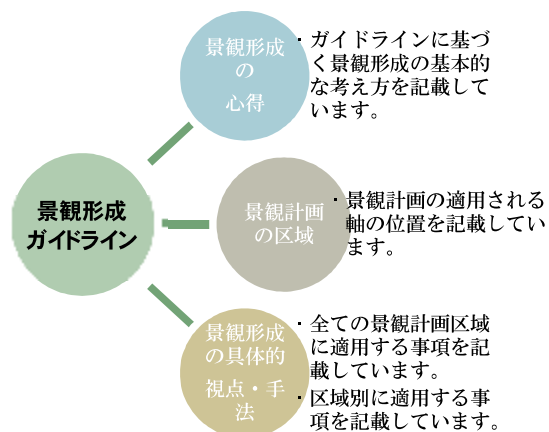 景観形成
ガイドライン
景観形成
の
心得
・ガイドラインに基づ
く景観形成の基本的
な考え方を記載して
います。
景観計画
の区域
・景観計画の適用される
軸の位置を記載してい
ます。
景観形成
の具体的
視点・手
法
・全ての景観計画区域
に適用する事項を記
載しています。
・区域別に適用する事
項を記載しています。